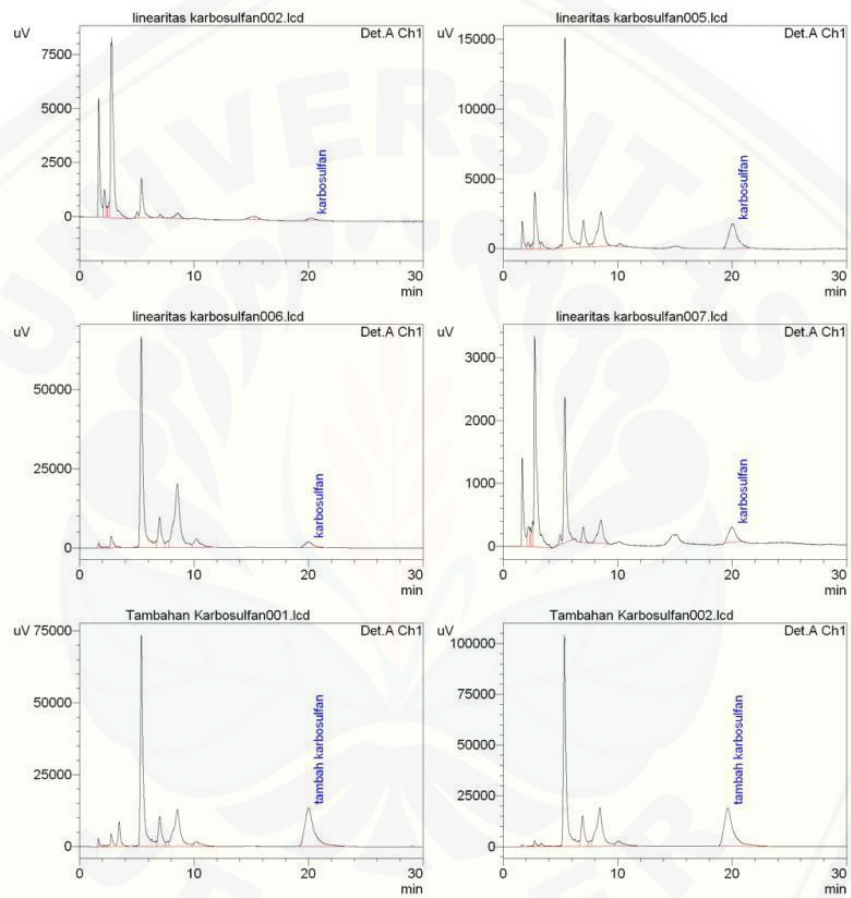 linearitas karbosulfan002.lcd
uV
Det.A Ch1
7500
5000
2500
0
karbosulfan
0 10 20 30
min
linearitas karbosulfan005.lcd
uV
Det.A Ch1
15000
10000
5000
0
karbosulfan
0 10 20 30
min
linearitas karbosulfan006.lcd
uV
Det.A Ch1
50000
25000
0
karbosulfan
0 10 20 30
min
linearitas karbosulfan007.lcd
uV
Det.A Ch1
3000
2000
1000
0
karbosulfan
0 10 20 30
min
Tambahan Karbosulfan001.lcd
uV
Det.A Ch1
75000
50000
25000
0
tambah karbosulfan
0 10 20 30
min
Tambahan Karbosulfan002.lcd
uV
Det.A Ch1
100000
75000
50000
25000
0
tambah karbosulfan
0 10 20 30
min
UNIVERSITAS